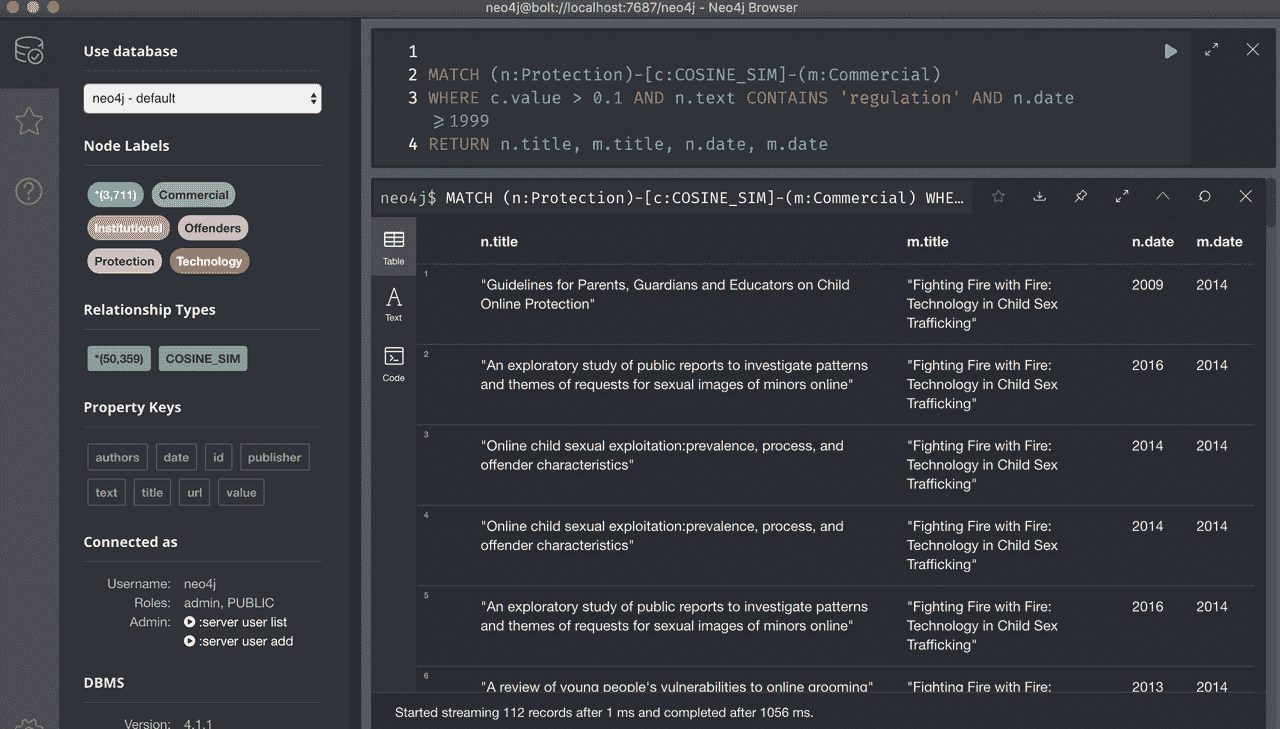 neo4j@bolt://localhost:7687/neo4j - Neo4j Browser
Use database
neo4j - default
Node Labels
*(3,711) Commercial
Institutional Offenders
Protection Technology
Relationship Types
*(50,359) COSINE_SIM
Property Keys
authors date id publisher
text title url value
Connected as
Username: neo4j
Roles: admin, PUBLIC
Admin: :server user list
:server user add
DBMS
Version: 4.1.1
1
2 MATCH (n:Protection)-[c:COSINE_SIM]-(m:Commercial)
3 WHERE c.value > 0.1 AND n.text CONTAINS 'regulation' AND n.date
⩾1999
4 RETURN n.title, m.title, n.date, m.date
neo4j$ MATCH (n:Protection)-[c:COSINE_SIM]-(m:Commercial) WHE…
Table
Text
Code
n.title m.title n.date m.date
1
"Guidelines for Parents, Guardians and Educators on Child "Fighting Fire with Fire: 2009 2014
Online Protection" Technology in Child Sex
Trafficking"
2
"An exploratory study of public reports to investigate patterns "Fighting Fire with Fire: 2016 2014
and themes of requests for sexual images of minors online" Technology in Child Sex
Trafficking"
3
"Online child sexual exploitation:prevalence, process, and "Fighting Fire with Fire: 2014 2014
offender characteristics" Technology in Child Sex
Trafficking"
4
"Online child sexual exploitation:prevalence, process, and "Fighting Fire with Fire: 2014 2014
offender characteristics" Technology in Child Sex
Trafficking"
5
"An exploratory study of public reports to investigate patterns "Fighting Fire with Fire: 2016 2014
and themes of requests for sexual images of minors online" Technology in Child Sex
Trafficking"
6
"A review of young people's vulnerabilities to online grooming" "Fighting Fire with Fire: 2013 2014
Started streaming 112 records after 1 ms and completed after 1056 ms.